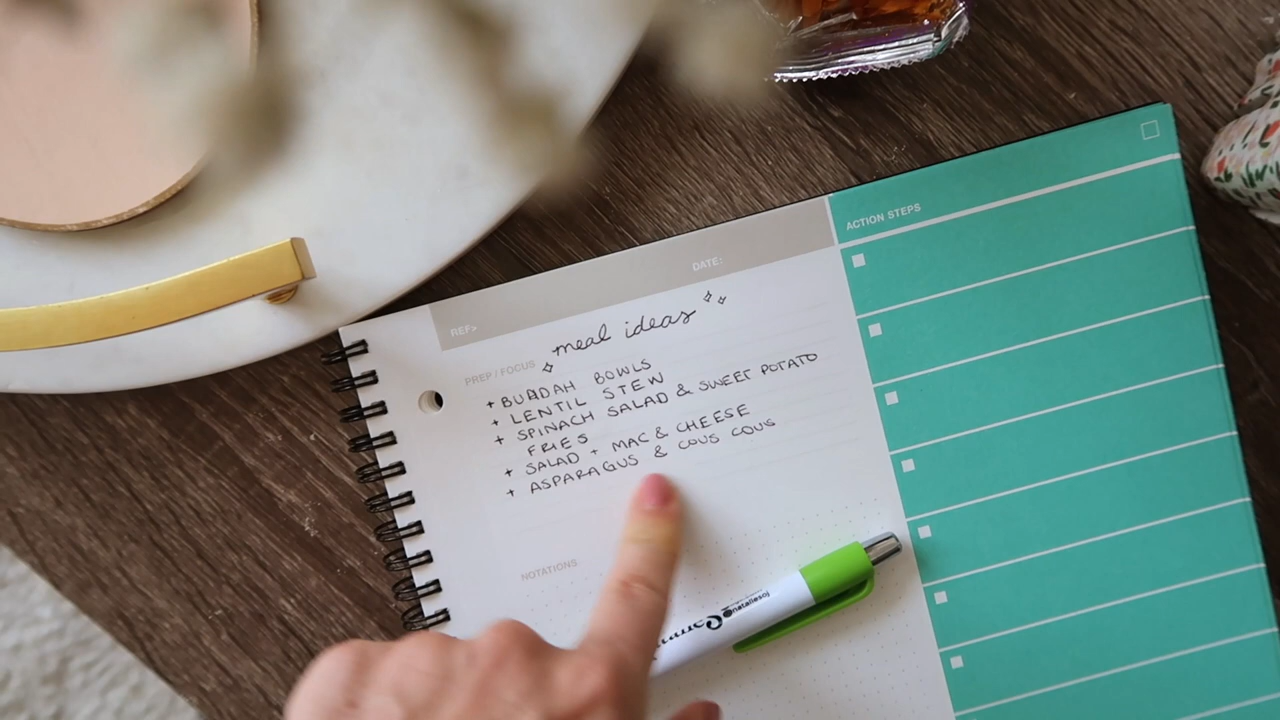 REF>
DATE:
ACTION STEPS
PREP / FOCUS
meal ideas
+ BUDDAH BOWLS
+ LENTIL STEW
+ SPINACH SALAD & SWEET POTATO
FRIES
+ SALAD + MAC & CHEESE
+ ASPARAGUS & COUS COUS
NOTATIONS
nataliesoj